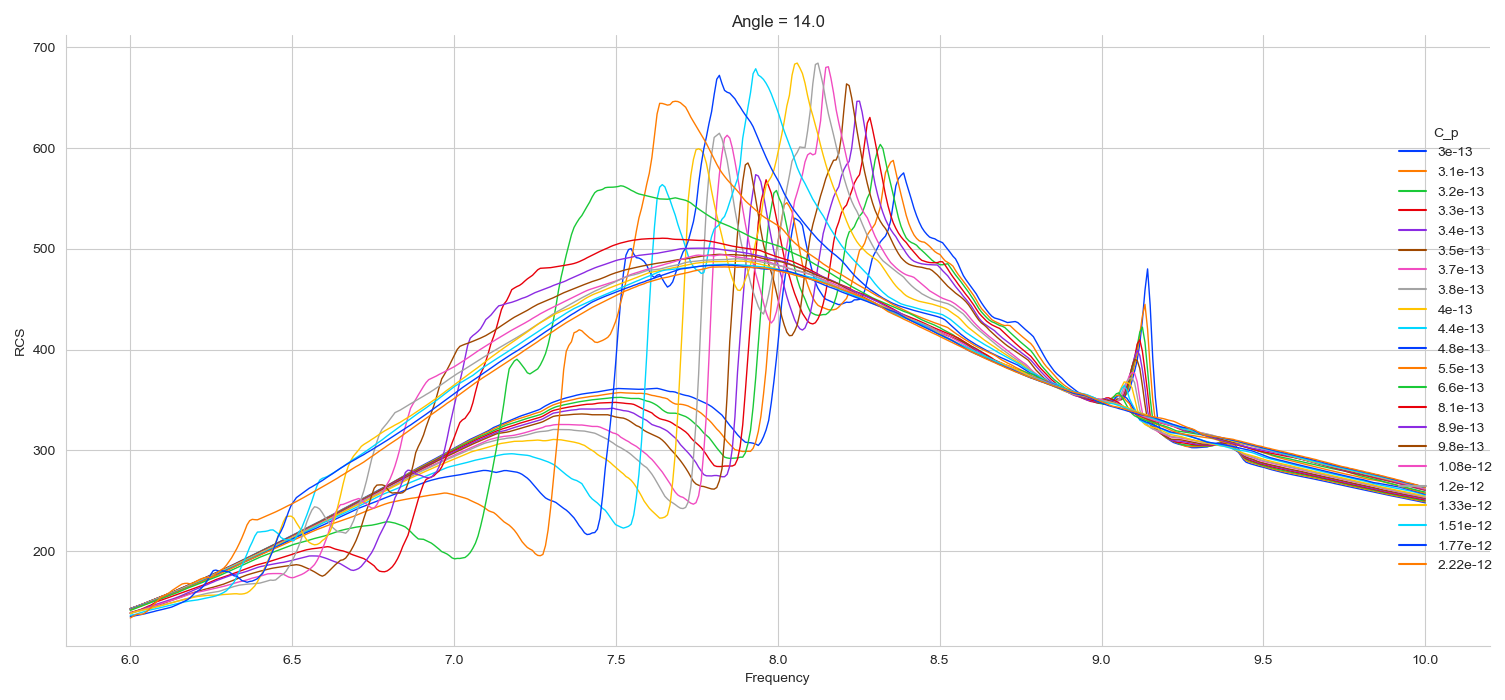 Angle = 14.0
700
600
500
400
300
200
RCS
6.0 6.5 7.0 7.5 8.0 8.5 9.0 9.5 10.0
Frequency
C_p
3e-13
3.1e-13
3.2e-13
3.3e-13
3.4e-13
3.5e-13
3.7e-13
3.8e-13
4e-13
4.4e-13
4.8e-13
5.5e-13
6.6e-13
8.1e-13
8.9e-13
9.8e-13
1.08e-12
1.2e-12
1.33e-12
1.51e-12
1.77e-12
2.22e-12